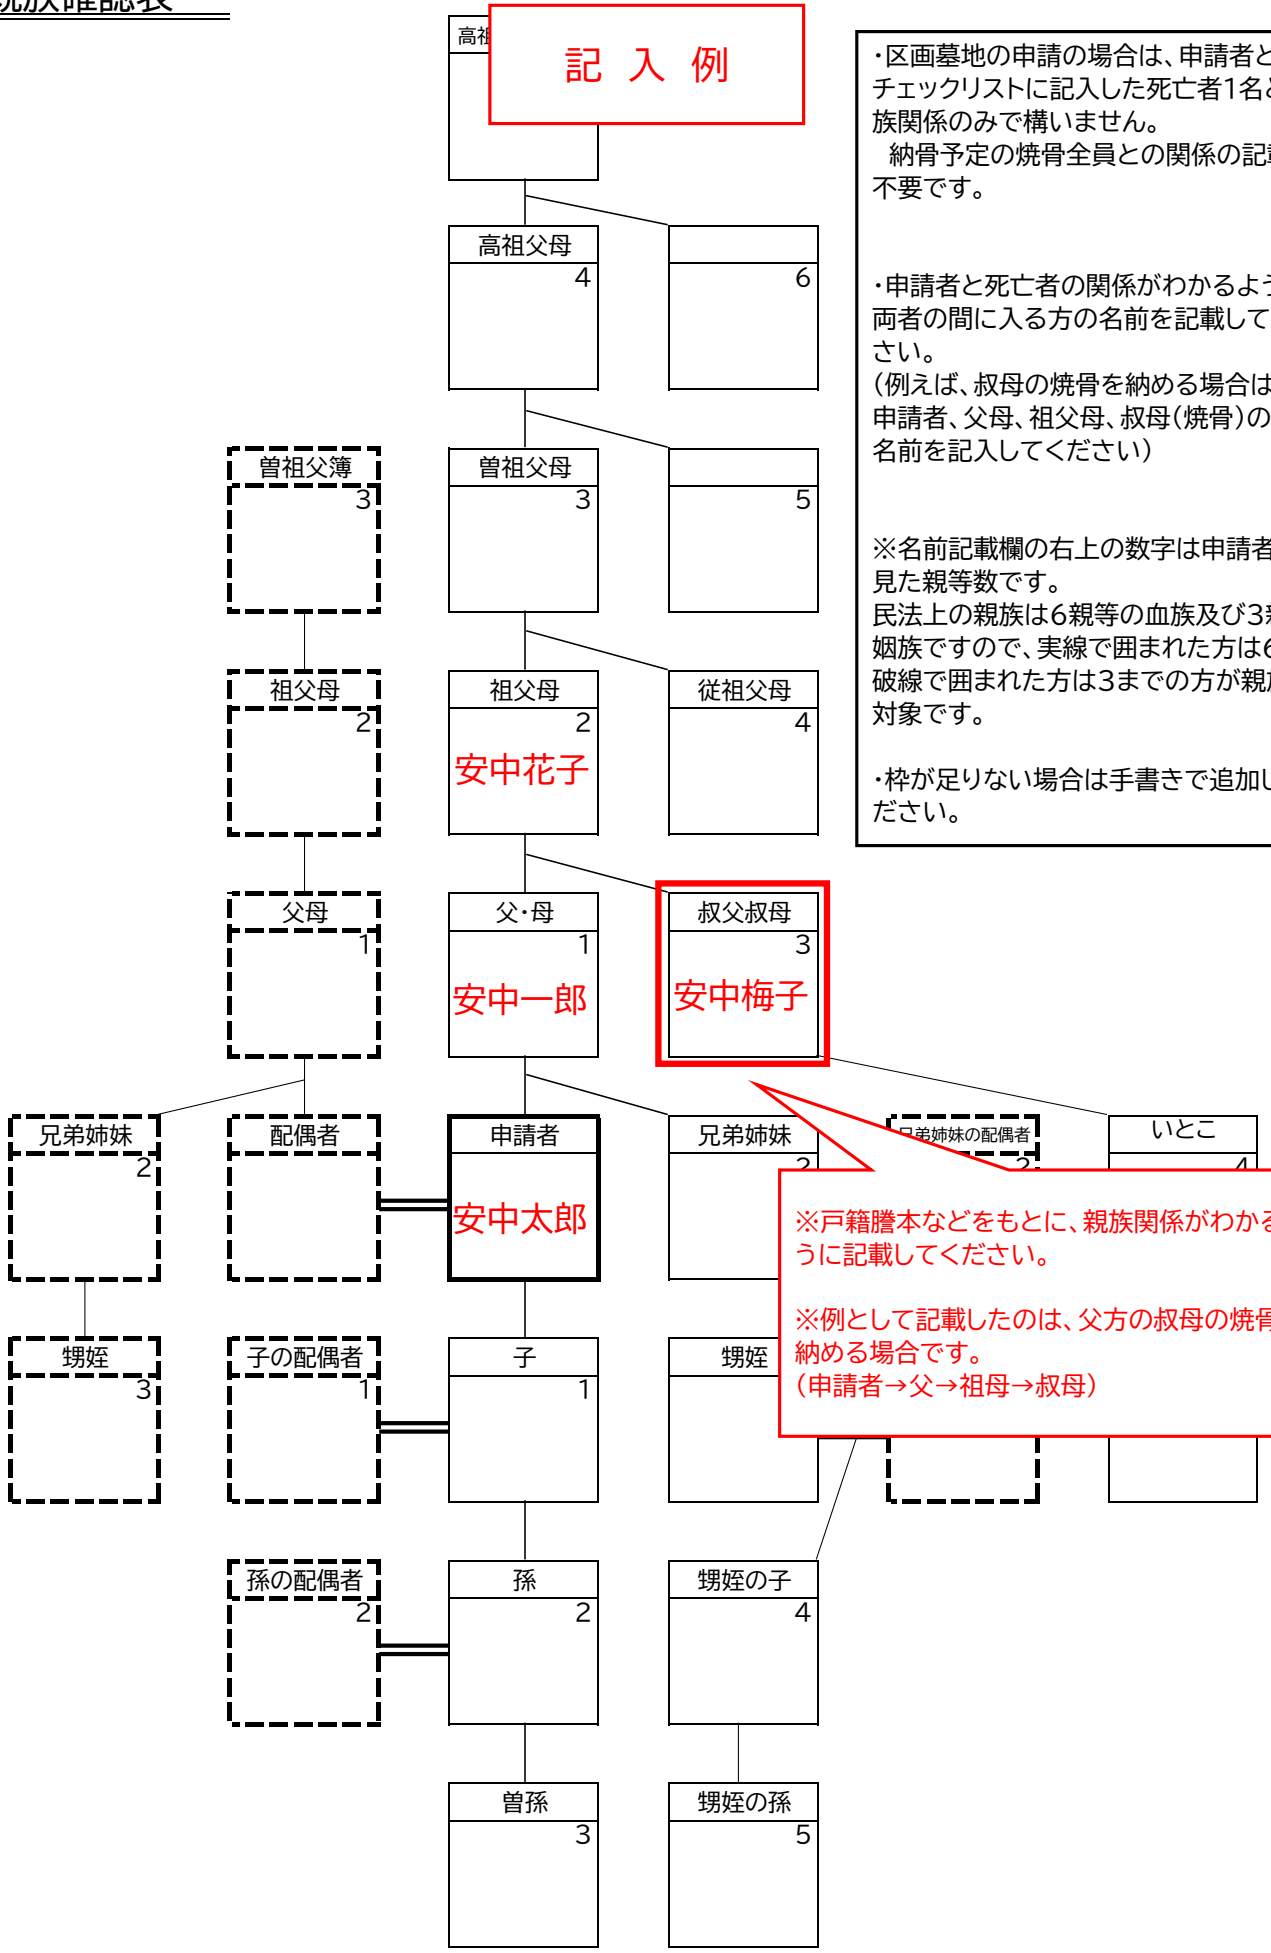 親族確認表
高祖
記 入 例
・区画墓地の申請の場合は、申請者と
チェックリストに記入した死亡者1名と
族関係のみで構いません。
納骨予定の焼骨全員との関係の記載
不要です。
高祖父母
4
6
・申請者と死亡者の関係がわかるよう
両者の間に入る方の名前を記載して
さい。
(例えば、叔母の焼骨を納める場合は
申請者、父母、祖父母、叔母(焼骨)の
名前を記入してください)
曽祖父簿
3
曽祖父母
3
5
※名前記載欄の右上の数字は申請者
見た親等数です。
民法上の親族は6親等の血族及び3親
姻族ですので、実線で囲まれた方は6
破線で囲まれた方は3までの方が親族
対象です。
祖父母
2
祖父母
2
安中花子
従祖父母
4
・枠が足りない場合は手書きで追加し
ださい。
父母
1
父・母
1
安中一郎
叔父叔母
3
安中梅子
兄弟姉妹
2
配偶者
申請者
安中太郎
兄弟姉妹
2
兄弟姉妹の配偶者
2
いとこ
4
※戸籍謄本などをもとに、親族関係がわかる
うに記載してください。
※例として記載したのは、父方の叔母の焼骨
納める場合です。
(申請者→父→祖母→叔母)
甥姪
3
子の配偶者
1
子
1
甥姪
孫の配偶者
2
孫
2
甥姪の子
4
曽孫
3
甥姪の孫
5